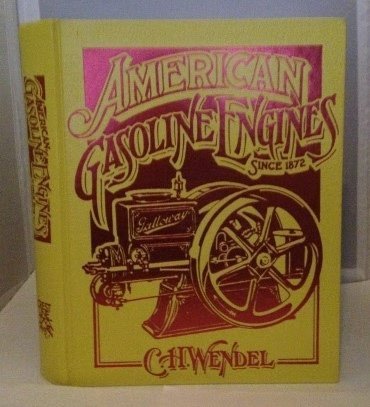 AMERICAN
GASOLINE ENGINES
SINCE 1872
Galloway
C.H. WENDEL
AMERICAN
GASOLINE ENGINES